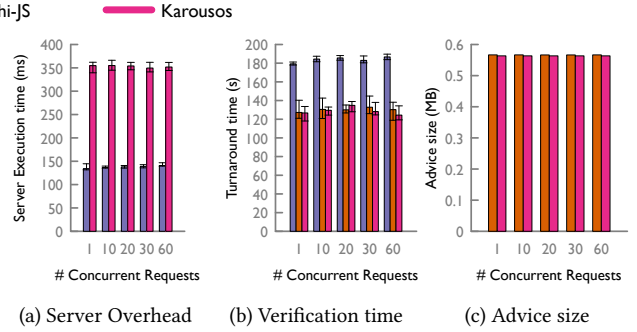 hi-JS Karousos
Server Execution time (ms)
400
350
300
250
200
150
100
50
0
1 10 20 30 60
# Concurrent Requests
(a) Server Overhead
Turnaround time (s)
200
180
160
140
120
100
80
60
40
20
0
1 10 20 30 60
# Concurrent Requests
(b) Verification time
Advice size (MB)
0.6
0.5
0.4
0.3
0.2
0.1
0
1 10 20 30 60
# Concurrent Requests
(c) Advice size